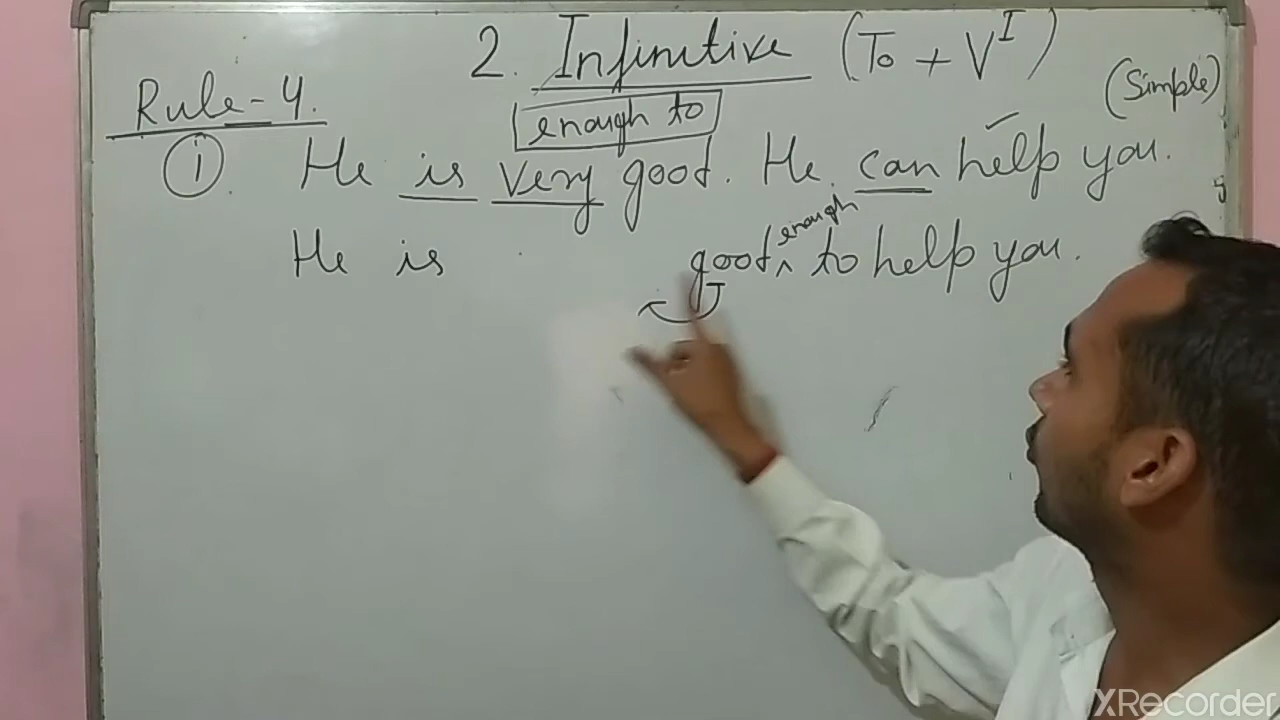 2. Infinitive (To + V^I)
(Simple)
Rule-4.
enough to
① He is very good. He can help you.
enough
He is good ^ to help you.
XRecorder